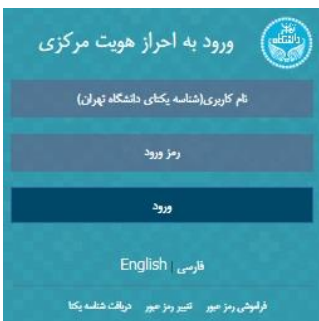 ورود به احراز هویت مرکزی
نام کاربری(شناسه یکتای دانشگاه تهران)
رمز ورود
ورود
فارسی | English
فراموشی رمز عبور تغییر رمز عبور دریافت شناسه یکتا